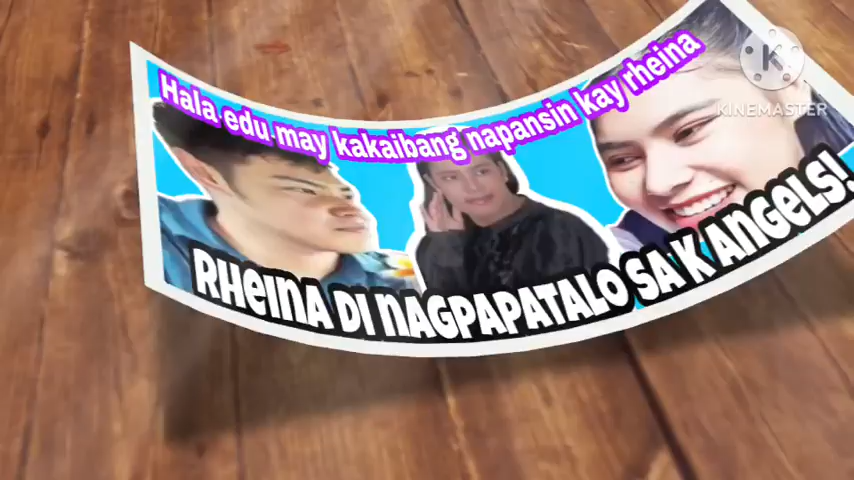 Hala edu may kakaibang napansin kay rheina
K
KINEMASTER
RHEINA DI NAGPAPATALO SA K ANGELS!